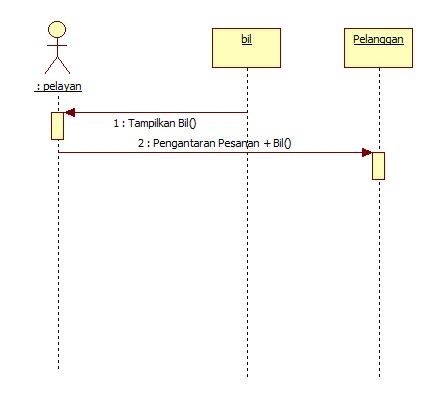 bil
Pelanggan
: pelayan
1 : Tampilkan Bil()
2 : Pengantaran Pesanan + Bil()